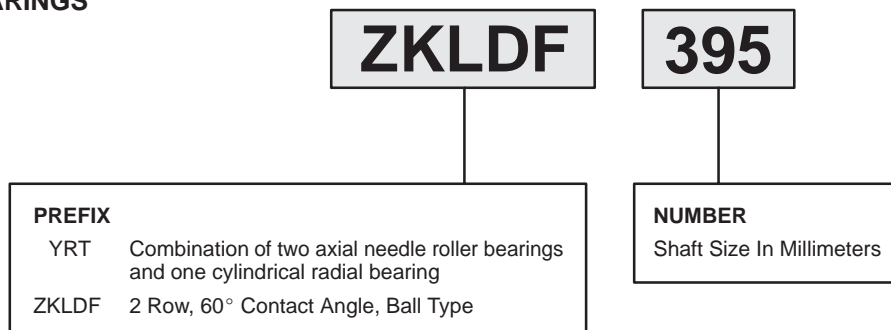 ZKLDF 395
PREFIX
YRT Combination of two axial needle roller bearings
and one cylindrical radial bearing
ZKLDF 2 Row, 60° Contact Angle, Ball Type
NUMBER
Shaft Size In Millimeters